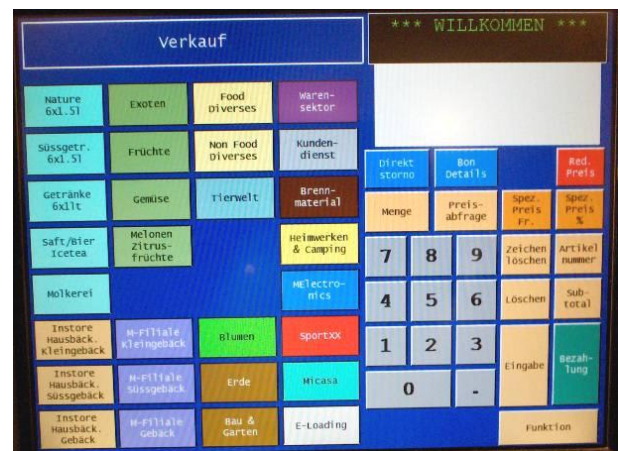 Verkauf
*** WILLKOMMEN ***
Nature
6x1.5l
Exoten
Food
Diverses
Waren-
sektor
Süssgetr.
6x1.5l
Früchte
Non Food
Diverses
Kunden-
dienst
Getränke
6x1lt
Gemüse
Tierwelt
Brenn-
material
Saft/Bier
Icetea
Melonen
Zitrus-
früchte
Heimwerken
& Camping
Molkerei
MElectro-
nics
Instore
Hausbäck.
Kleingebäck
M-Filiale
Kleingebäck
Blumen
SportXX
Instore
Hausbäck.
Süssgebäck
M-Filiale
Süssgebäck
Erde
Micasa
Instore
Hausbäck.
Gebäck
M-Filiale
Gebäck
Bau &
Garten
E-Loading
Direkt
storno
Bon
Details
Red.
Preis
Menge
Preis-
abfrage
Spez.
Preis
Fr.
Spez.
Preis
%
7
8
9
Zeichen
löschen
Artikel
nummer
4
5
6
Löschen
Sub-
total
1
2
3
Eingabe
Bezah-
lung
0
.
Funktion